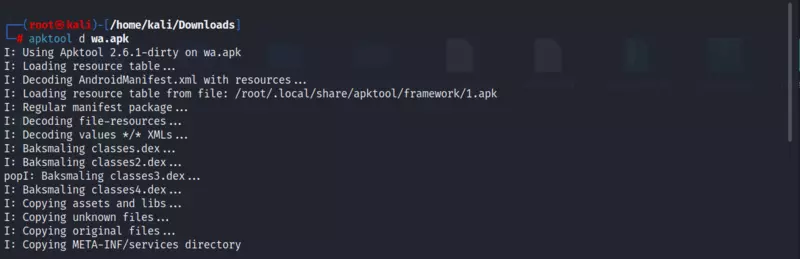 ┌──(root㉿kali)-[/home/kali/Downloads]
└─# apktool d wa.apk
I: Using Apktool 2.6.1-dirty on wa.apk
I: Loading resource table...
I: Decoding AndroidManifest.xml with resources...
I: Loading resource table from file: /root/.local/share/apktool/framework/1.apk
I: Regular manifest package...
I: Decoding file-resources...
I: Decoding values */* XMLs...
I: Baksmaling classes.dex...
I: Baksmaling classes2.dex...
popI: Baksmaling classes3.dex...
I: Baksmaling classes4.dex...
I: Copying assets and libs...
I: Copying unknown files...
I: Copying original files...
I: Copying META-INF/services directory